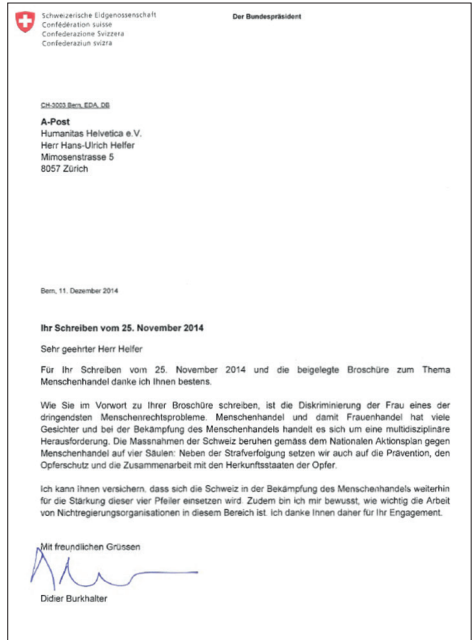 Schweizerische Eidgenossenschaft
Confédération suisse
Confederazione Svizzera
Confederaziun svizra
Der Bundespräsident
CH-3003 Bern, EDA, DB
A-Post
Humanitas Helvetica e.V.
Herr Hans-Ulrich Helfer
Mimosenstrasse 5
8057 Zürich
Bern, 11. Dezember 2014
Ihr Schreiben vom 25. November 2014
Sehr geehrter Herr Helfer
Für Ihr Schreiben vom 25. November 2014 und die beigelegte Broschüre zum Thema
Menschenhandel danke ich Ihnen bestens.
Wie Sie im Vorwort zu Ihrer Broschüre schreiben, ist die Diskriminierung der Frau eines der
dringendsten Menschenrechtsprobleme. Menschenhandel und damit Frauenhandel hat viele
Gesichter und bei der Bekämpfung des Menschenhandels handelt es sich um eine multidisziplinäre
Herausforderung. Die Massnahmen der Schweiz beruhen gemäss dem Nationalen Aktionsplan gegen
Menschenhandel auf vier Säulen: Neben der Strafverfolgung setzen wir auch auf die Prävention, den
Opferschutz und die Zusammenarbeit mit den Herkunftsstaaten der Opfer.
Ich kann Ihnen versichern, dass sich die Schweiz in der Bekämpfung des Menschenhandels weiterhin
für die Stärkung dieser vier Pfeiler einsetzen wird. Zudem bin ich mir bewusst, wie wichtig die Arbeit
von Nichtregierungsorganisationen in diesem Bereich ist. Ich danke Ihnen daher für Ihr Engagement.
Mit freundlichen Grüssen
Didier Burkhalter